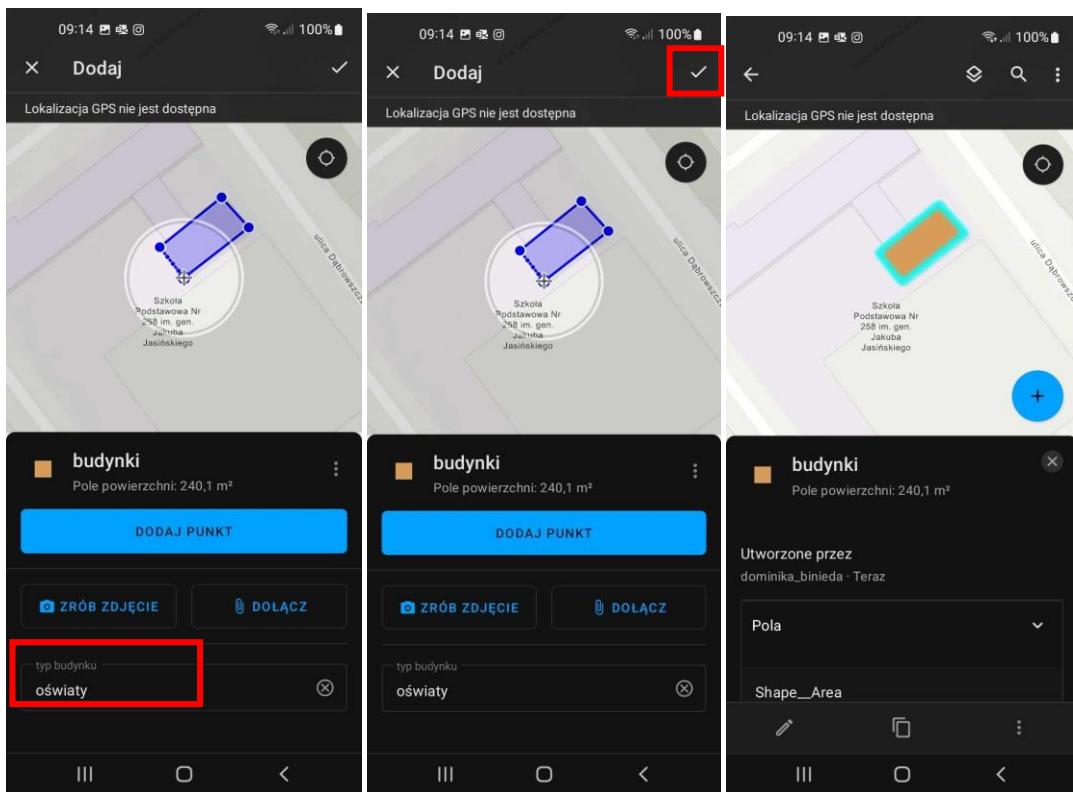 09:14
100%
Dodaj
Lokalizacja GPS nie jest dostępna
ulica Dąbrowszcz
Szkoła
Podstawowa Nr
258 im. gen.
Jakuba
Jasińskiego
budynki
Pole powierzchni: 240,1 m²
DODAJ PUNKT
ZRÓB ZDJĘCIE
DOŁĄCZ
typ budynku
oświaty
09:14
100%
Dodaj
Lokalizacja GPS nie jest dostępna
ulica Dąbrowszcz
Szkoła
Podstawowa Nr
258 im. gen.
Jakuba
Jasińskiego
budynki
Pole powierzchni: 240,1 m²
DODAJ PUNKT
ZRÓB ZDJĘCIE
DOŁĄCZ
typ budynku
oświaty
09:14
100%
Lokalizacja GPS nie jest dostępna
ulica Dąbrowszcz
Szkoła
Podstawowa Nr
258 im. gen.
Jakuba
Jasińskiego
budynki
Pole powierzchni: 240,1 m²
Utworzone przez
dominika_binieda · Teraz
Pola
Shape__Area